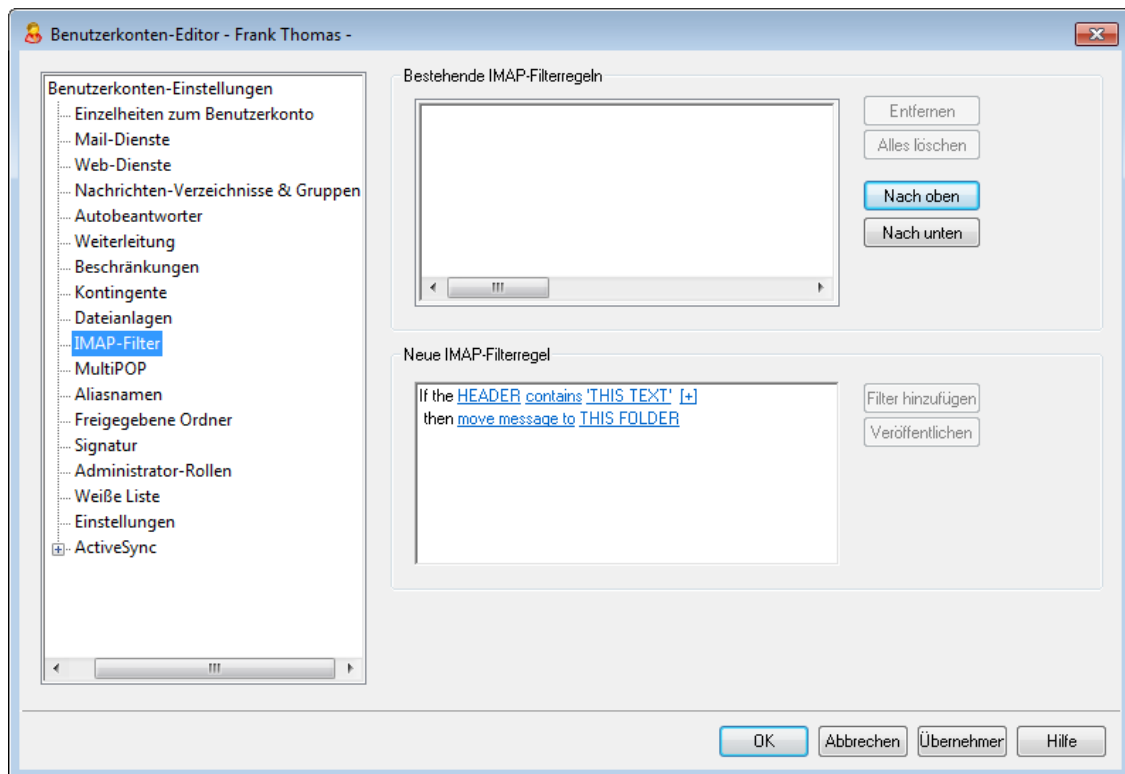 Benutzerkonten-Editor - Frank Thomas -
Benutzerkonten-Einstellungen
Einzelheiten zum Benutzerkonto
Mail-Dienste
Web-Dienste
Nachrichten-Verzeichnisse & Gruppen
Autobeantworter
Weiterleitung
Beschränkungen
Kontingente
Dateianlagen
IMAP-Filter
MultiPOP
Aliasnamen
Freigegebene Ordner
Signatur
Administrator-Rollen
Weiße Liste
Einstellungen
ActiveSync
Bestehende IMAP-Filterregeln
Entfernen
Alles löschen
Nach oben
Nach unten
Neue IMAP-Filterregel
If the HEADER contains 'THIS TEXT' [+]
then move message to THIS FOLDER
Filter hinzufügen
Veröffentlichen
OK
Abbrechen
Übernehmer
Hilfe